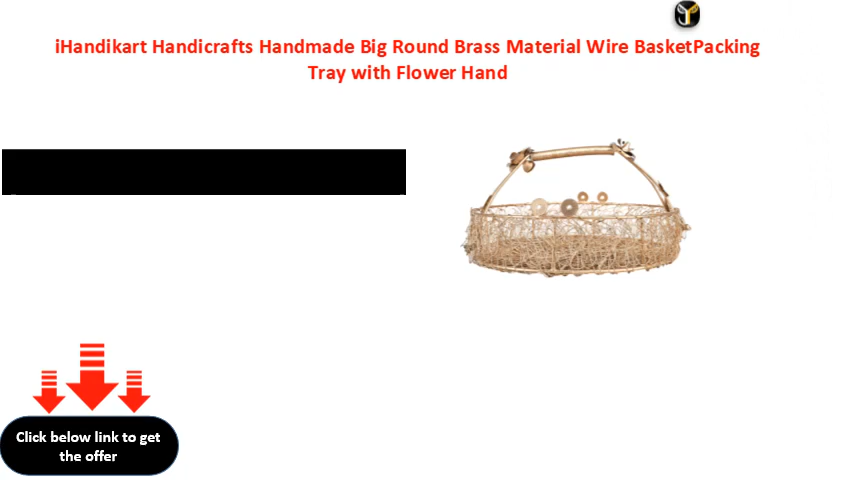 iHandikart Handicrafts Handmade Big Round Brass Material Wire BasketPacking
Tray with Flower Hand
Click below link to get
the offer